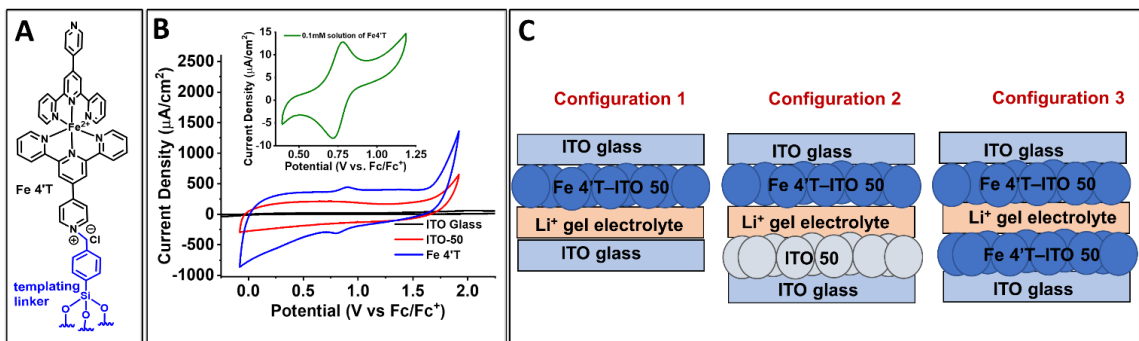 A
N
N
N
N
Fe2+
N
N
N
Fe 4'T
N
+
−
Cl
templating
linker
Si
O
O
O
B
0.1mM solution of Fe4'T
Current Density (µA/cm2)
15
10
5
0
-5
-10
0.50
0.75
1.00
1.25
Potential (V vs. Fc/Fc+)
Current Density (µA/cm2)
2500
2000
1500
1000
500
0
-500
-1000
ITO Glass
ITO-50
Fe 4'T
0.0
0.5
1.0
1.5
2.0
Potential (V vs Fc/Fc+)
C
Configuration 1
ITO glass
Fe 4'T–ITO 50
Li+ gel electrolyte
ITO glass
Configuration 2
ITO glass
Fe 4'T–ITO 50
Li+ gel electrolyte
ITO 50
ITO glass
Configuration 3
ITO glass
Fe 4'T–ITO 50
Li+ gel electrolyte
Fe 4'T–ITO 50
ITO glass